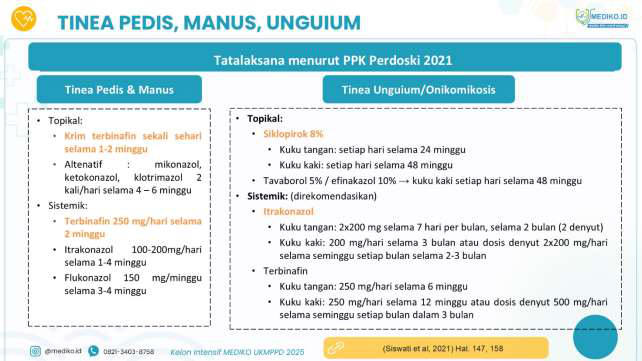 TINEA PEDIS, MANUS, UNGUIUM
MEDIKO.ID
Tatalaksana menurut PPK Perdoski 2021
Tinea Pedis & Manus
• Topikal:
• Krim terbinafin sekali sehari
selama 1-2 minggu
• Altenatif : mikonazol,
ketokonazol, klotrimazol 2
kali/hari selama 4 – 6 minggu
• Sistemik:
• Terbinafin 250 mg/hari selama
2 minggu
• Itrakonazol 100-200mg/hari
selama 1-4 minggu
• Flukonazol 150 mg/minggu
selama 3-4 minggu
Tinea Unguium/Onikomikosis
• Topikal:
• Siklopirok 8%
• Kuku tangan: setiap hari selama 24 minggu
• Kuku kaki: setiap hari selama 48 minggu
• Tavaborol 5% / efinakazol 10% → kuku kaki setiap hari selama 48 minggu
• Sistemik: (direkomendasikan)
• Itrakonazol
• Kuku tangan: 2x200 mg selama 7 hari per bulan, selama 2 bulan (2 denyut)
• Kuku kaki: 200 mg/hari selama 3 bulan atau dosis denyut 2x200 mg/hari
selama seminggu setiap bulan selama 2-3 bulan
• Terbinafin
• Kuku tangan: 250 mg/hari selama 6 minggu
• Kuku kaki: 250 mg/hari selama 12 minggu atau dosis denyut 500 mg/hari
selama seminggu setiap bulan dalam 3 bulan
@mediko.id 0821-3403-8758 Kelon Intensif MEDIKO UKMPPD 2025
(Siswati et al, 2021) Hal. 147, 158